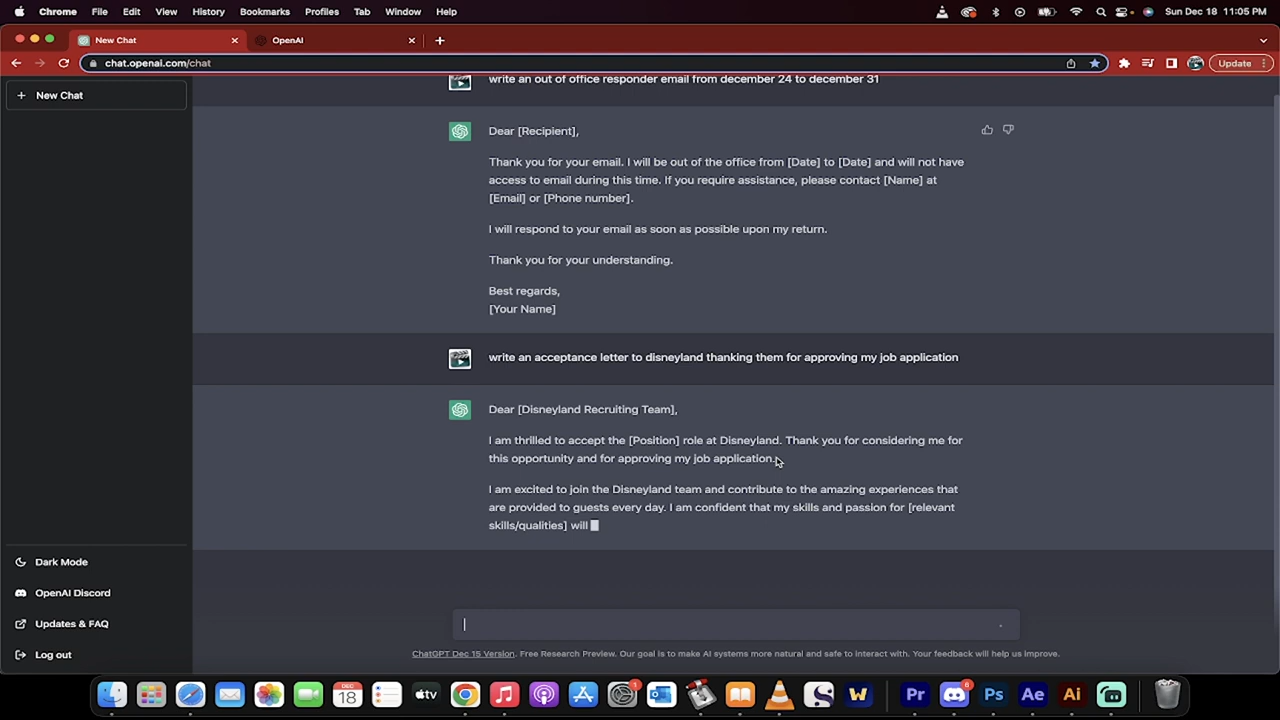 Chrome File Edit View History Bookmarks Profiles Tab Window Help Sun Dec 18 11:05 PM
New Chat OpenAI
chat.openai.com/chat Update
New Chat
write an out of office responder email from december 24 to december 31
Dear [Recipient],
Thank you for your email. I will be out of the office from [Date] to [Date] and will not have
access to email during this time. If you require assistance, please contact [Name] at
[Email] or [Phone number].
I will respond to your email as soon as possible upon my return.
Thank you for your understanding.
Best regards,
[Your Name]
write an acceptance letter to disneyland thanking them for approving my job application
Dear [Disneyland Recruiting Team],
I am thrilled to accept the [Position] role at Disneyland. Thank you for considering me for
this opportunity and for approving my job application.
I am excited to join the Disneyland team and contribute to the amazing experiences that
are provided to guests every day. I am confident that my skills and passion for [relevant
skills/qualities] will
Dark Mode
OpenAI Discord
Updates & FAQ
Log out
ChatGPT Dec 15 Version. Free Research Preview. Our goal is to make AI systems more natural and safe to interact with. Your feedback will help us improve.
DEC
18
tv
1
W
Pr
6
Ps
Ae
Ai